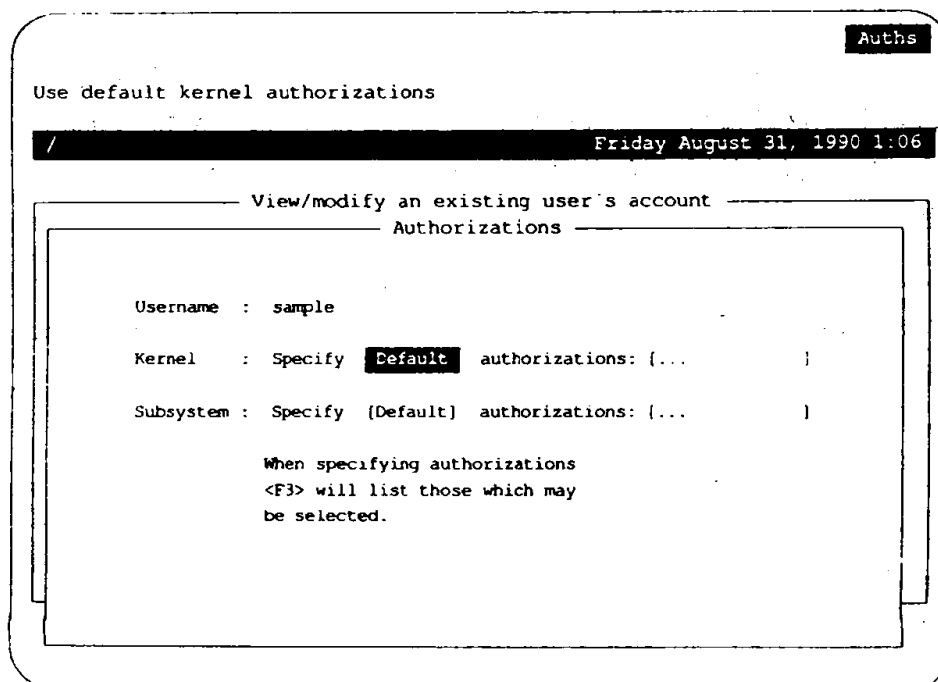 Auths
Use default kernel authorizations
/ Friday August 31, 1990 1:06
View/modify an existing user's account
Authorizations
Username : sample
Kernel : Specify Default authorizations: [... ]
Subsystem : Specify [Default] authorizations: [... ]
When specifying authorizations
<F3> will list those which may
be selected.